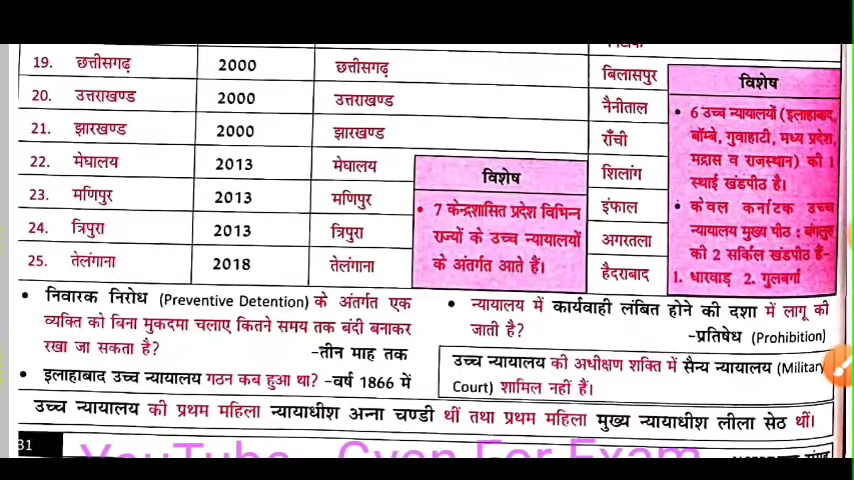 19. छत्तीसगढ़ 2000 छत्तीसगढ़ बिलासपुर
20. उत्तराखण्ड 2000 उत्तराखण्ड नैनीताल
21. झारखण्ड 2000 झारखण्ड राँची
22. मेघालय 2013 मेघालय शिलांग
23. मणिपुर 2013 मणिपुर इंफाल
24. त्रिपुरा 2013 त्रिपुरा अगरतला
25. तेलंगाना 2018 तेलंगाना हैदराबाद
विशेष
• 7 केन्द्रशासित प्रदेश विभिन्न
राज्यों के उच्च न्यायालयों
के अंतर्गत आते हैं।
विशेष
• 6 उच्च न्यायालयों (इलाहाबाद,
बॉम्बे, गुवाहाटी, मध्य प्रदेश,
मद्रास व राजस्थान) की 1
स्थाई खंडपीठ है।
• केवल कर्नाटक उच्च
न्यायालय मुख्य पीठ : बंगलुरु
की 2 सर्किल खंडपीठ हैं-
1. धारवाड़ 2. गुलबर्गा
• निवारक निरोध (Preventive Detention) के अंतर्गत एक
व्यक्ति को बिना मुकदमा चलाए कितने समय तक बंदी बनाकर
रखा जा सकता है? -तीन माह तक
• इलाहाबाद उच्च न्यायालय गठन कब हुआ था? -वर्ष 1866 में
• न्यायालय में कार्यवाही लंबित होने की दशा में लागू की
जाती है? -प्रतिषेध (Prohibition)
उच्च न्यायालय की अधीक्षण शक्ति में सैन्य न्यायालय (Military
Court) शामिल नहीं हैं।
उच्च न्यायालय की प्रथम महिला न्यायाधीश अन्ना चण्डी थीं तथा प्रथम महिला मुख्य न्यायाधीश लीला सेठ थीं।
31
YouTube - Gyan For Exam